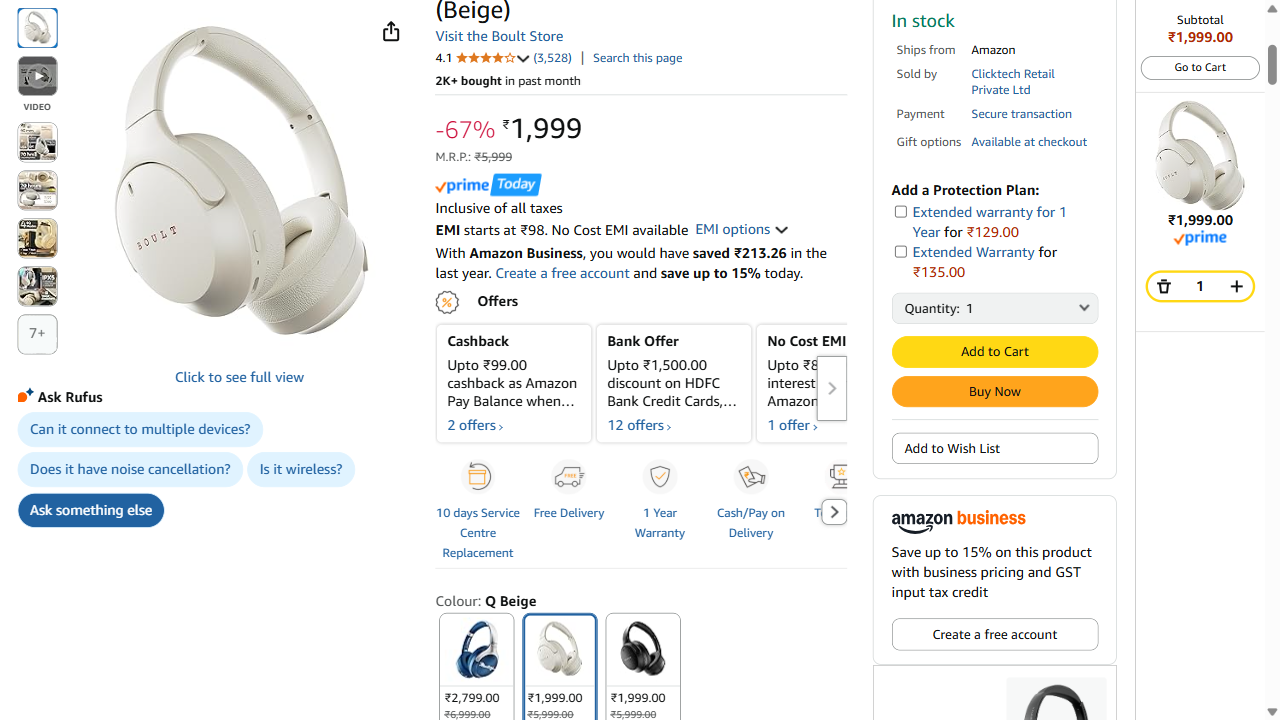 (Beige)
Visit the Boult Store
4.1 (3,528) | Search this page
2K+ bought in past month
-67% ₹1,999
M.R.P.: ₹5,999
prime Today
Inclusive of all taxes
EMI starts at ₹98. No Cost EMI available EMI options
With Amazon Business, you would have saved ₹213.26 in the
last year. Create a free account and save up to 15% today.
Offers
Cashback
Upto ₹99.00
cashback as Amazon
Pay Balance when…
2 offers ›
Bank Offer
Upto ₹1,500.00
discount on HDFC
Bank Credit Cards,…
12 offers ›
No Cost EMI
Upto ₹8
interest
Amazon
1 offer ›
10 days Service
Centre
Replacement
Free Delivery
1 Year
Warranty
Cash/Pay on
Delivery
Colour: Q Beige
₹2,799.00
₹6,999.00
₹1,999.00
₹5,999.00
₹1,999.00
₹5,999.00
VIDEO
7+
BOULT
Click to see full view
Ask Rufus
Can it connect to multiple devices?
Does it have noise cancellation?
Is it wireless?
Ask something else
In stock
Ships from Amazon
Sold by Clicktech Retail
Private Ltd
Payment Secure transaction
Gift options Available at checkout
Add a Protection Plan:
Extended warranty for 1
Year for ₹129.00
Extended Warranty for
₹135.00
Quantity: 1
Add to Cart
Buy Now
Add to Wish List
amazon business
Save up to 15% on this product
with business pricing and GST
input tax credit
Create a free account
Subtotal
₹1,999.00
Go to Cart
₹1,999.00
prime
1